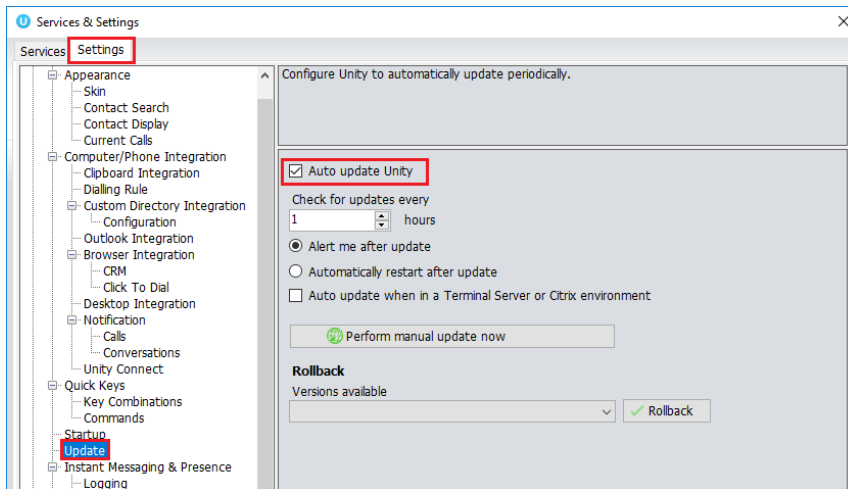 Services & Settings
Services
Settings
Appearance
Skin
Contact Search
Contact Display
Current Calls
Computer/Phone Integration
Clipboard Integration
Dialling Rule
Custom Directory Integration
Configuration
Outlook Integration
Browser Integration
CRM
Click To Dial
Desktop Integration
Notification
Calls
Conversations
Unity Connect
Quick Keys
Key Combinations
Commands
Startup
Update
Instant Messaging & Presence
Logging
Configure Unity to automatically update periodically.
Auto update Unity
Check for updates every
1 hours
Alert me after update
Automatically restart after update
Auto update when in a Terminal Server or Citrix environment
Perform manual update now
Rollback
Versions available
Rollback